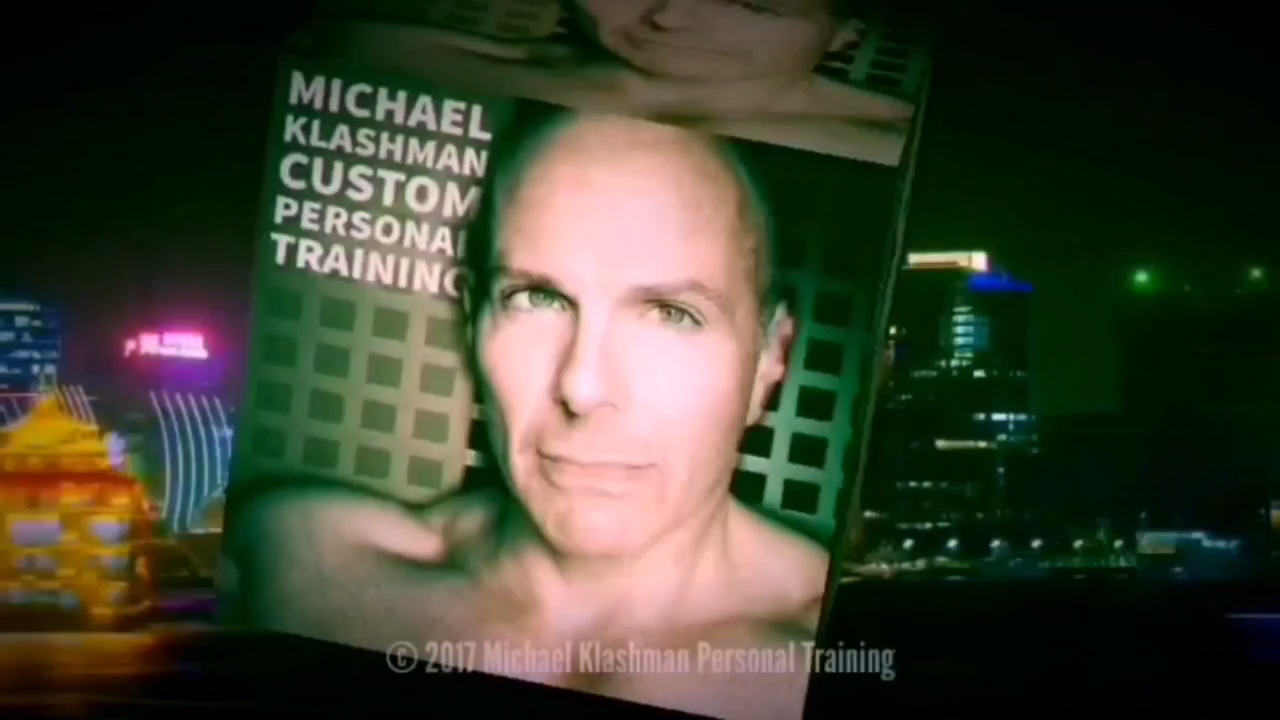 MICHAEL
KLASHMAN
CUSTOM
PERSONAL
TRAINING
© 2017 Michael Klashman Personal Training